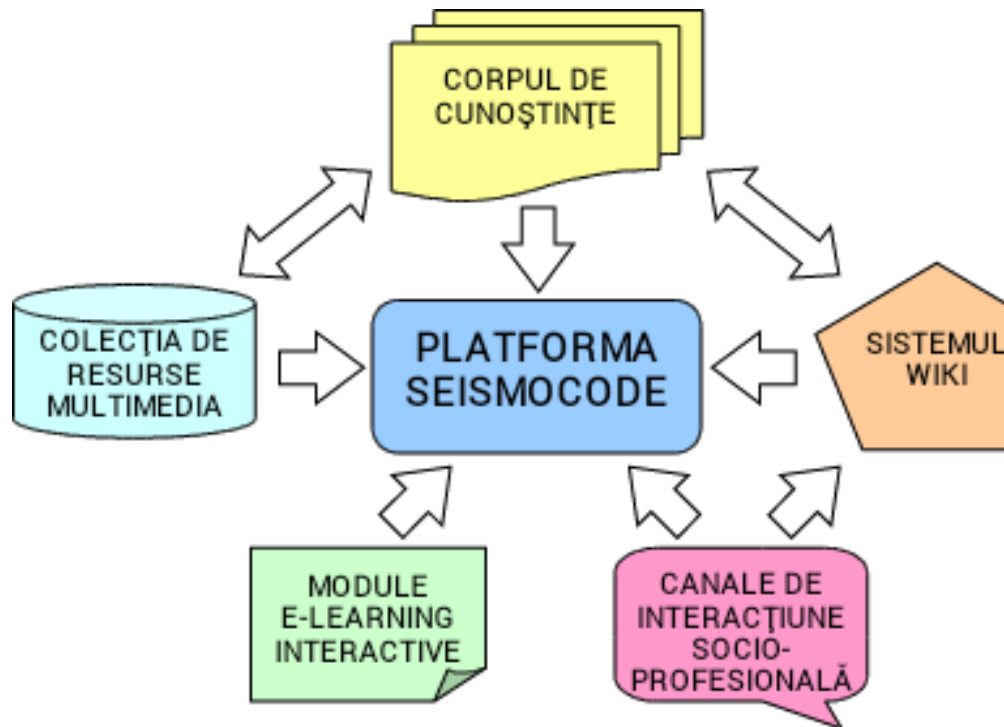 CORPUL DE
CUNOŞTINŢE
COLECŢIA DE
RESURSE
MULTIMEDIA
PLATFORMA
SEISMOCODE
SISTEMUL
WIKI
MODULE
E-LEARNING
INTERACTIVE
CANALE DE
INTERACŢIUNE
SOCIO-
PROFESIONALĂ